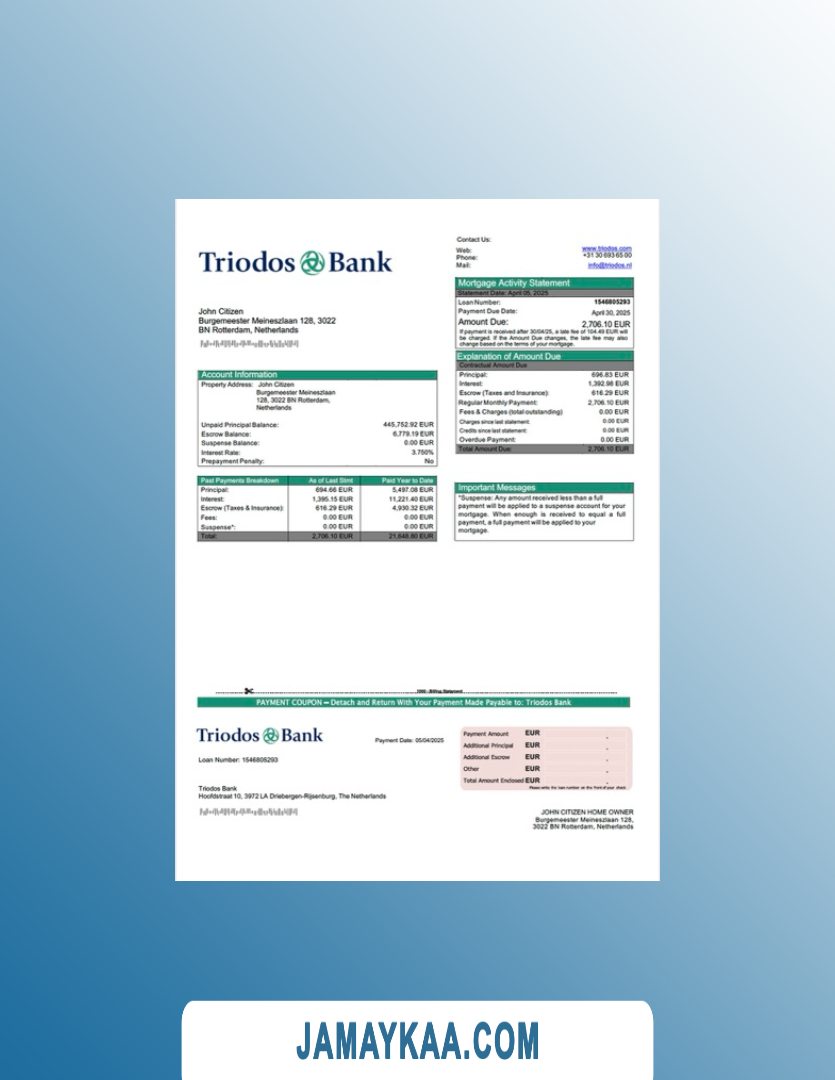 Triodos Bank
Contact Us:
Web: www.triodos.com
Phone: +31 30 693 65 00
Mail: info@triodos.nl
John Citizen
Burgemeester Meineszlaan 128, 3022
BN Rotterdam, Netherlands
Mortgage Activity Statement
Statement Date: April 05, 2025
Loan Number: 1546805293
Payment Due Date: April 30, 2025
Amount Due: 2,706.10 EUR
If payment is received after 30/04/25, a late fee of 104.49 EUR will
be charged. If the Amount Due changes, the late fee may also
change based on the terms of your mortgage.
Explanation of Amount Due
Contractual Amount Due
Principal: 696.83 EUR
Interest: 1,392.98 EUR
Escrow (Taxes and Insurance): 616.29 EUR
Regular Monthly Payment: 2,706.10 EUR
Fees & Charges (total outstanding) 0.00 EUR
Charges since last statement: 0.00 EUR
Credits since last statement: 0.00 EUR
Overdue Payment: 0.00 EUR
Total Amount Due: 2,706.10 EUR
Account Information
Property Address: John Citizen
Burgemeester Meineszlaan
128, 3022 BN Rotterdam,
Netherlands
Unpaid Principal Balance: 445,752.92 EUR
Escrow Balance: 6,779.19 EUR
Suspense Balance: 0.00 EUR
Interest Rate: 3.750%
Prepayment Penalty: No
Past Payments Breakdown As of Last Stmt Paid Year to Date
Principal: 694.66 EUR 5,497.08 EUR
Interest: 1,395.15 EUR 11,221.40 EUR
Escrow (Taxes & Insurance): 616.29 EUR 4,930.32 EUR
Fees: 0.00 EUR 0.00 EUR
Suspense*: 0.00 EUR 0.00 EUR
Total: 2,706.10 EUR 21,648.80 EUR
Important Messages
*Suspense: Any amount received less than a full
payment will be applied to a suspense account for your
mortgage. When enough is received to equal a full
payment, a full payment will be applied to your
mortgage.
Billing Statement
PAYMENT COUPON – Detach and Return With Your Payment Made Payable to: Triodos Bank
Triodos Bank
Payment Date: 05/04/2025
Loan Number: 1546805293
Payment Amount EUR -
Additional Principal EUR -
Additional Escrow EUR -
Other EUR -
Total Amount Enclosed EUR -
Please write the loan number at the front of your check.
Triodos Bank
Hoofdstraat 10, 3972 LA Driebergen-Rijsenburg, The Netherlands
JOHN CITIZEN HOME OWNER
Burgemeester Meineszlaan 128,
3022 BN Rotterdam, Netherlands
JAMAYKAA.COM